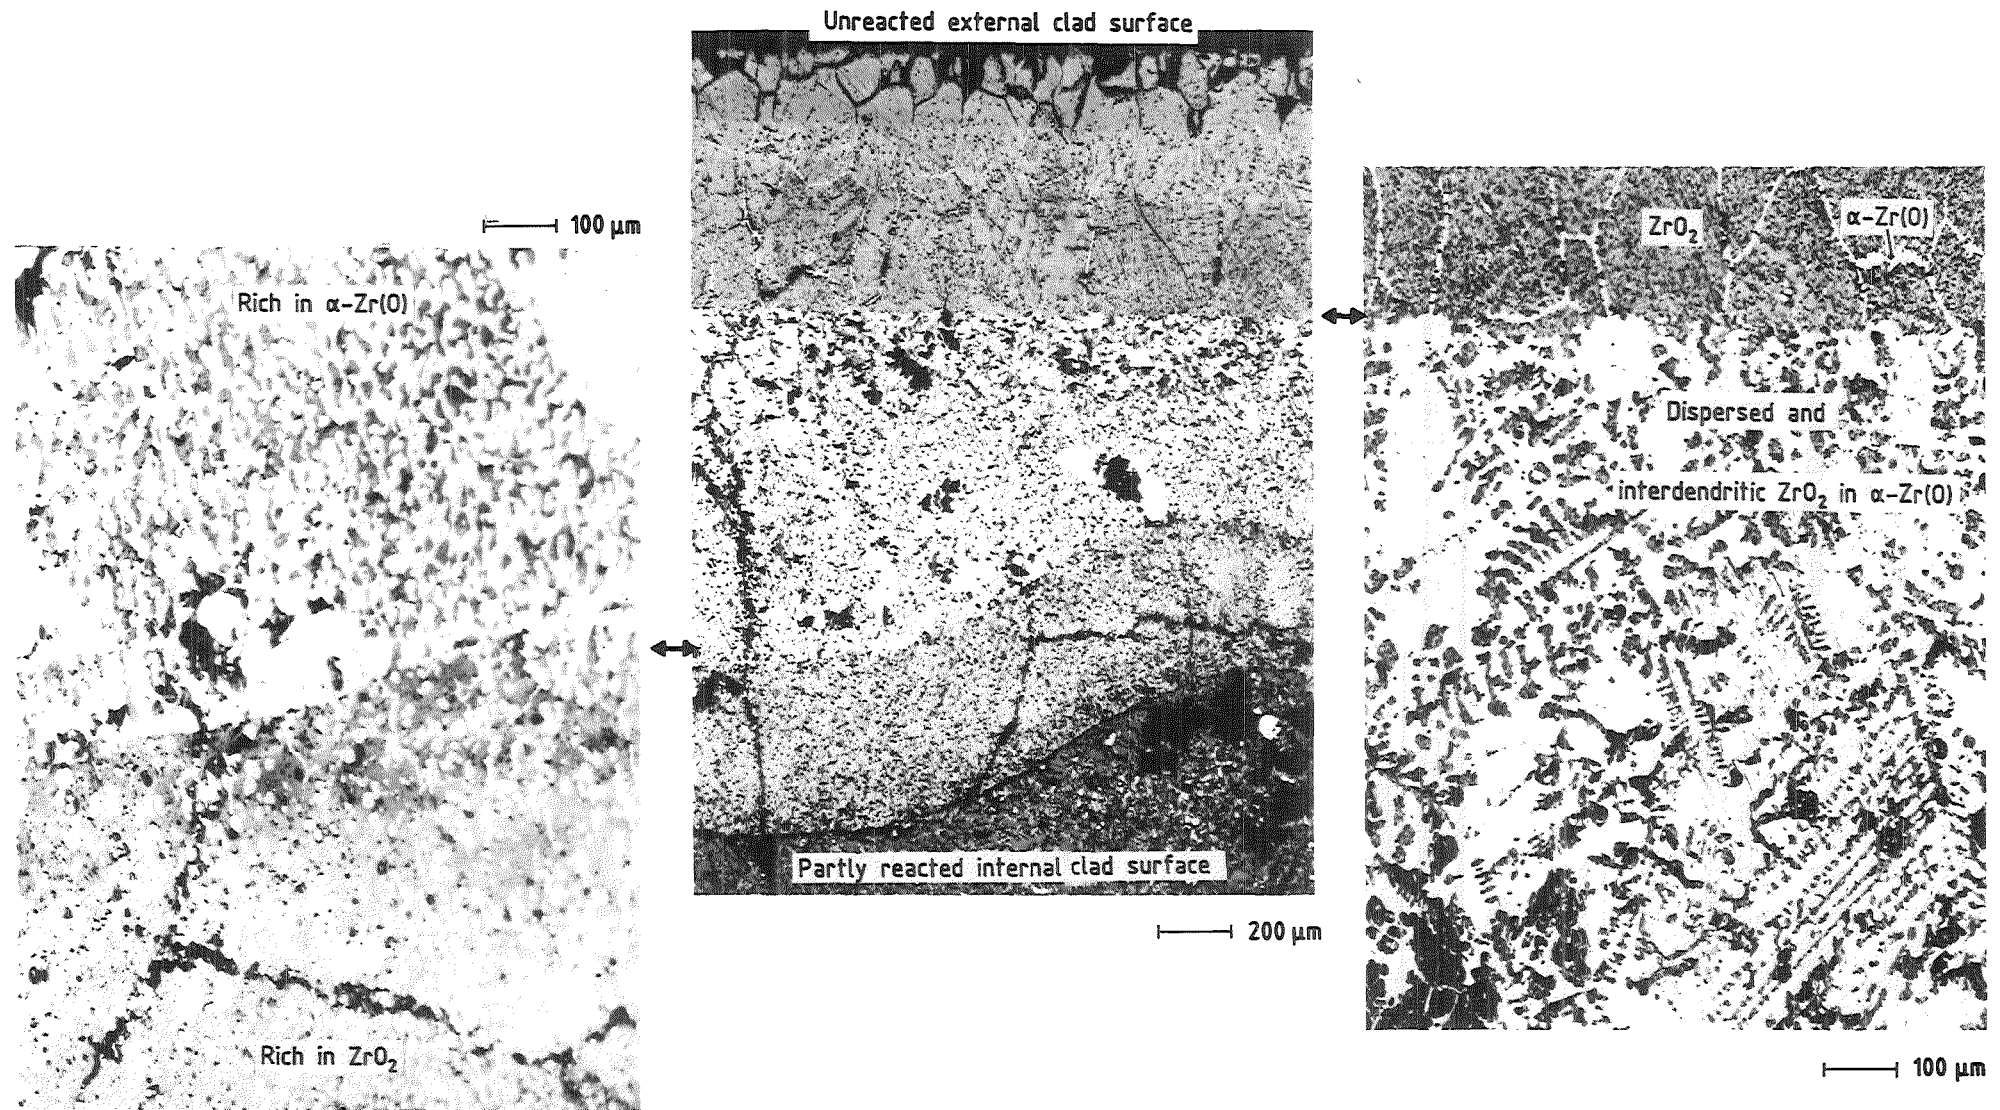 Unreacted external clad surface
100 μm
Rich in α-Zr(O)
Rich in ZrO₂
Partly reacted internal clad surface
200 μm
ZrO₂
α-Zr(O)
Dispersed and
interdendritic ZrO₂ in α-Zr(O)
100 μm